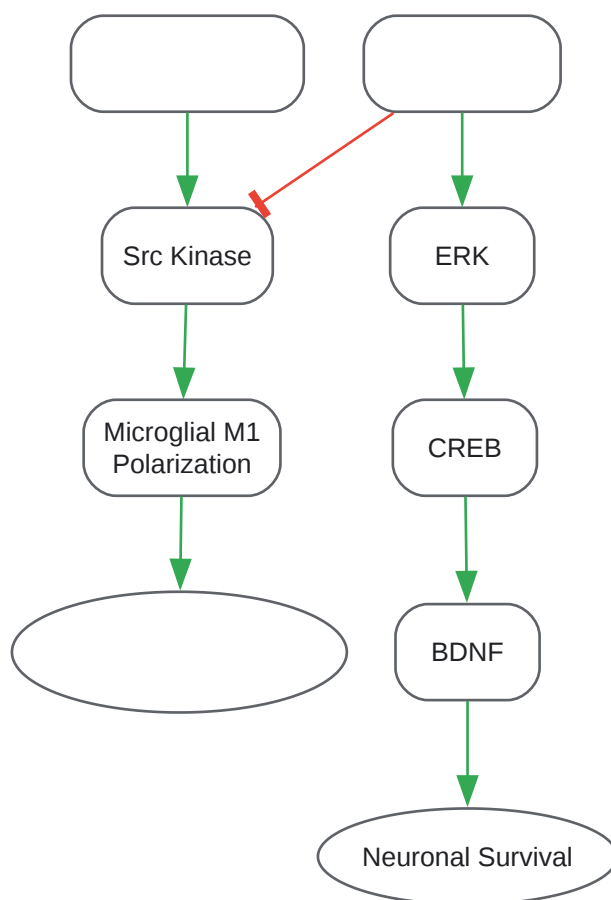 Src Kinase
ERK
Microglial M1
Polarization
CREB
BDNF
Neuronal Survival